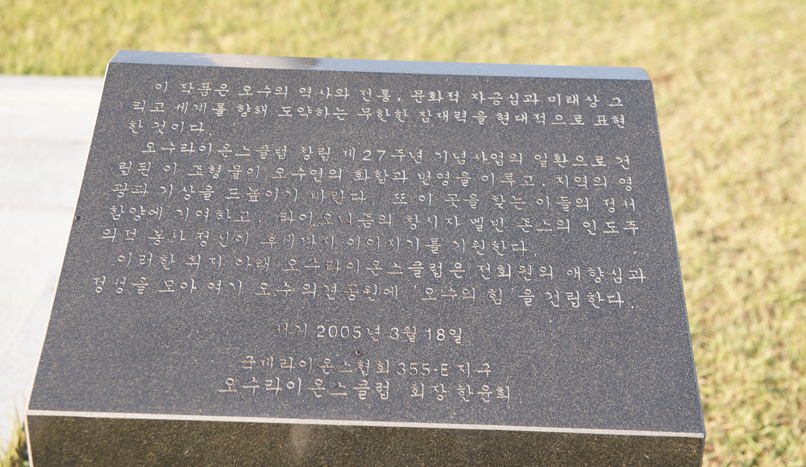 이 작품은 오수의 역사와 전통, 문화적 자긍심과 미래상 그
리고 세계를 향해 도약하는 무한한 잠재력을 현대적으로 표현
한 것이다.
오수라이온스클럽 창립 제27주년 기념사업의 일환으로 건
립된 이 조형물이 오수인의 화합과 번영을 이루고, 지역의 영
광과 기상을 드높이기 바란다. 또 이 곳을 찾는 이들의 정서
함양에 기여하고, 라이오니즘의 창시자 멜빈 존스의 인도주
의적 봉사 정신이 후세까지 이어지기를 기원한다.
이러한 취지 아래 오수라이온스클럽은 전회원의 애향심과
정성을 모아 여기 오수의견공원에 '오수의 힘'을 건립한다.
서기 2005년 3월 18일
국제라이온스협회 355-E지구
오수라이온스클럽 회장 한윤희